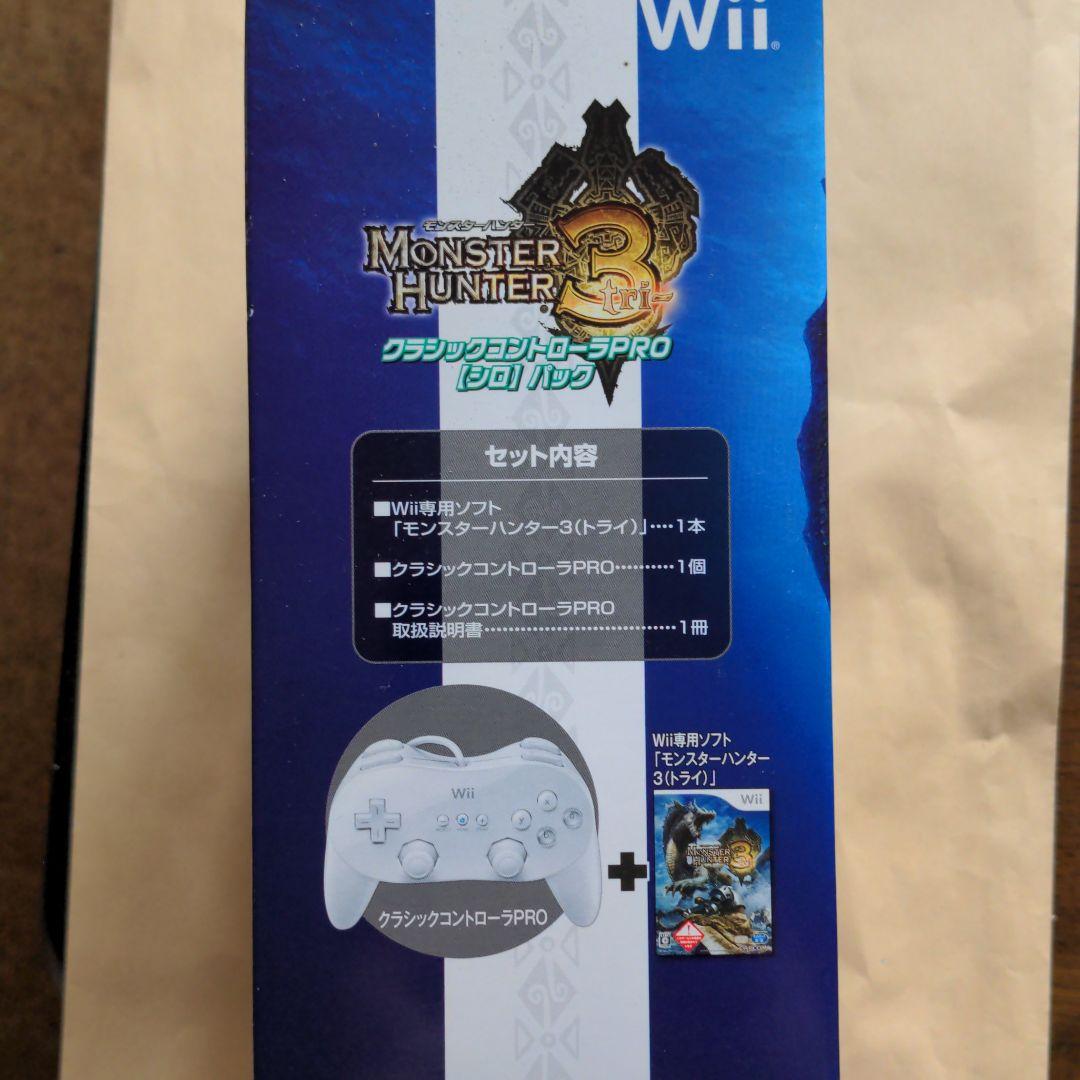 Wii®
モンスターハンター
MONSTER
HUNTER®
3
tri-
クラシックコントローラPRO
【シロ】パック
セット内容
■Wii専用ソフト
「モンスターハンター3(トライ)」‥‥1本
■クラシックコントローラPRO‥‥‥‥‥1個
■クラシックコントローラPRO
取扱説明書‥‥‥‥‥‥‥‥‥‥‥‥‥‥‥1冊
Wii
x
y
クラシックコントローラPRO
+
Wii専用ソフト
「モンスターハンター
3(トライ)」
Wii
MONSTER
HUNTER
3
CAPCOM